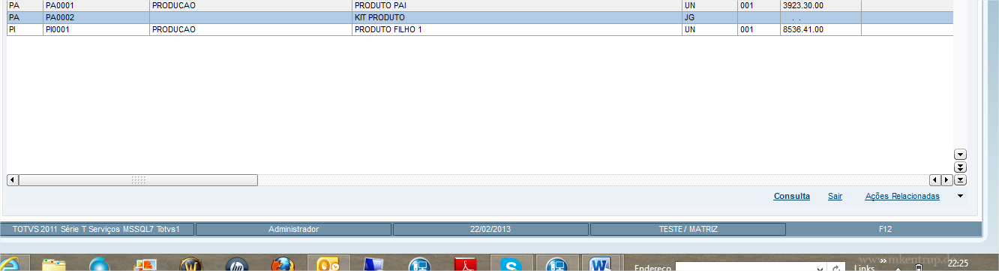 PA PA0001 PRODUCAO PRODUTO PAI UN 001 3923.30.00
PA PA0002 KIT PRODUTO JG . .
PI PI0001 PRODUCAO PRODUTO FILHO 1 UN 001 8536.41.00
Consulta Sair Ações Relacionadas
TOTVS 2011 Série T Serviços MSSQL7 Totvs1 Administrador 22/02/2013 TESTE / MATRIZ F12
www.mkentrup.c
Endereço Links 22:25